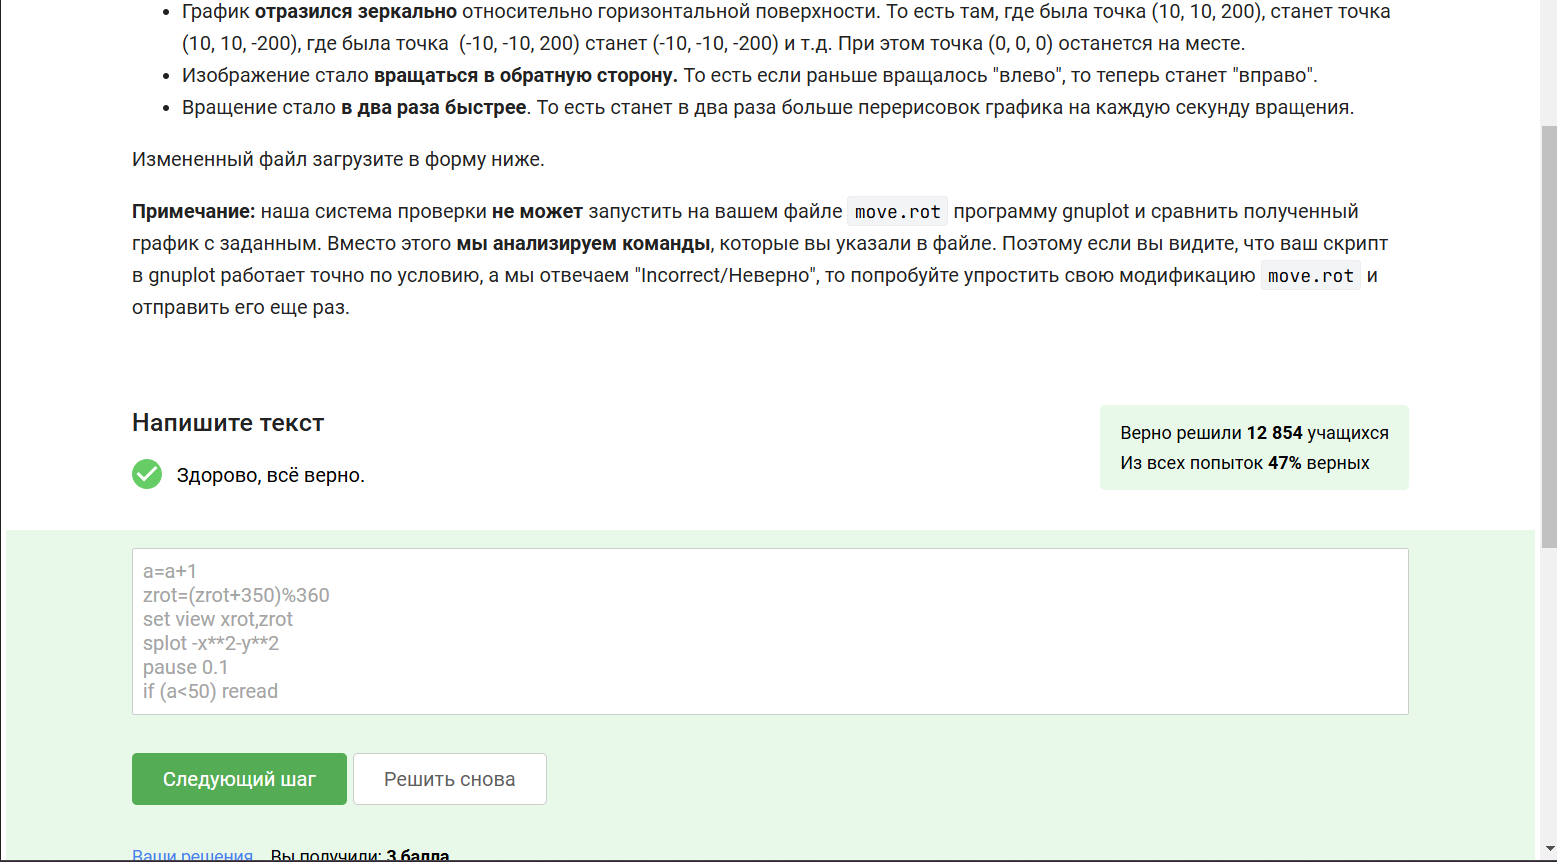 График отразился зеркально относительно горизонтальной поверхности. То есть там, где была точка (10, 10, 200), станет точка
(10, 10, -200), где была точка  (-10, -10, 200) станет (-10, -10, -200) и т.д. При этом точка (0, 0, 0) останется на месте.
Изображение стало вращаться в обратную сторону. То есть если раньше вращалось "влево", то теперь станет "вправо".
Вращение стало в два раза быстрее. То есть станет в два раза больше перерисовок графика на каждую секунду вращения.
Измененный файл загрузите в форму ниже.
Примечание: наша система проверки не может запустить на вашем файле move.rot программу gnuplot и сравнить полученный
график с заданным. Вместо этого мы анализируем команды, которые вы указали в файле. Поэтому если вы видите, что ваш скрипт
в gnuplot работает точно по условию, а мы отвечаем "Incorrect/Неверно", то попробуйте упростить свою модификацию move.rot и
отправить его еще раз.
Напишите текст
Верно решили 12 854 учащихся
Из всех попыток 47% верных
Здорово, всё верно.
a=a+1
zrot=(zrot+350)%360
set view xrot,zrot
splot -x**2-y**2
pause 0.1
if (a<50) reread
Следующий шаг
Решить снова
Ваши решения Вы получили: 3 балла